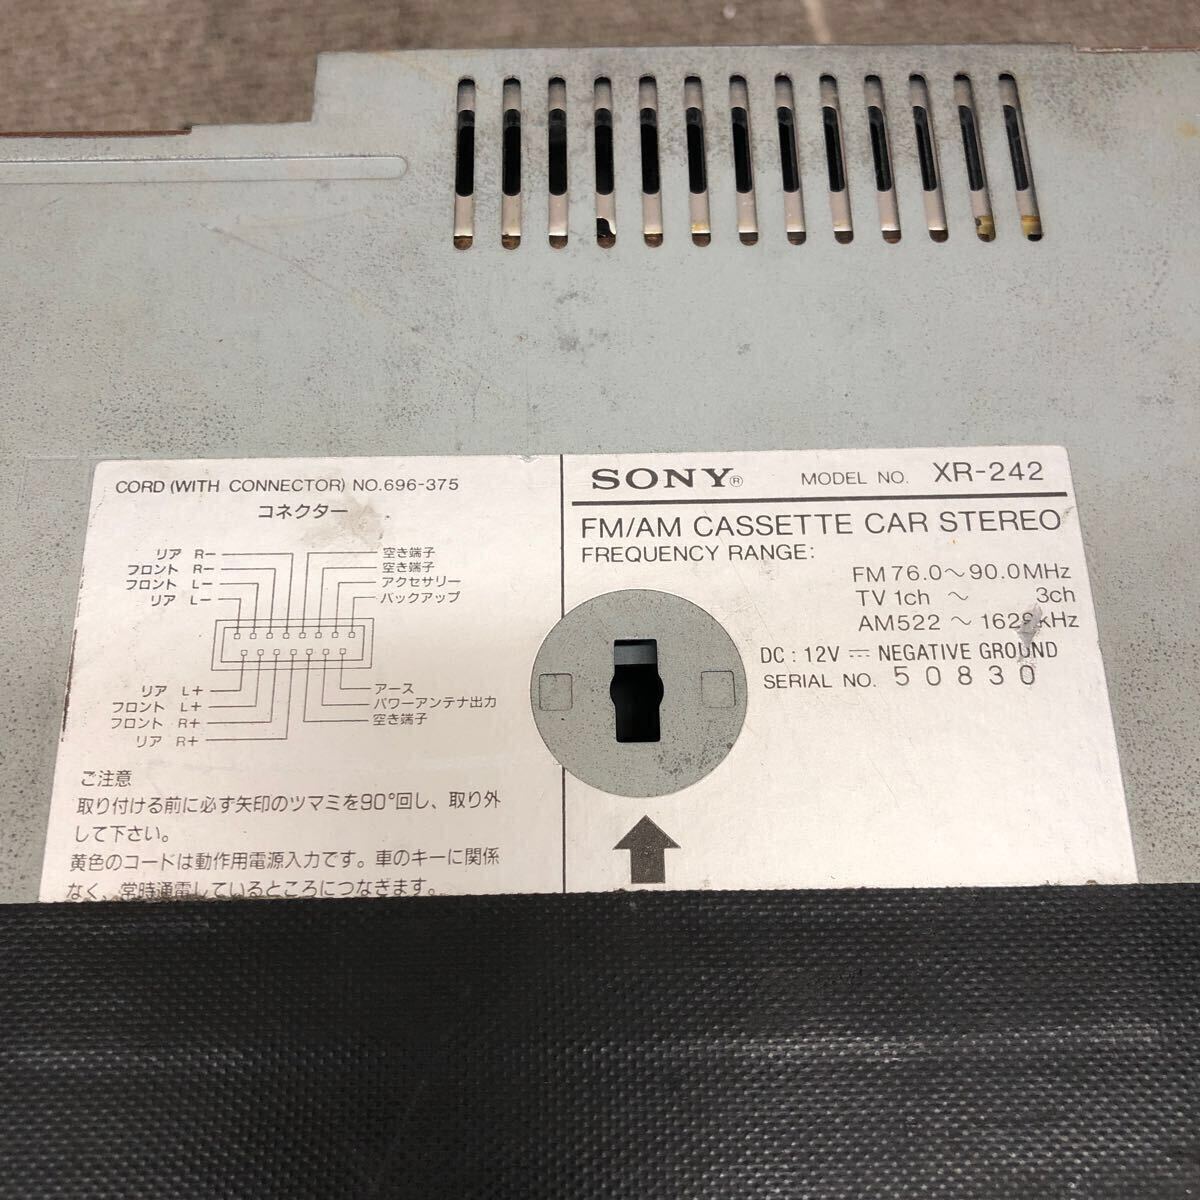 CORD (WITH CONNECTOR) NO.696-375
コネクター
リア R-
フロント R-
フロント L-
リア L-
空き端子
空き端子
アクセサリー
バックアップ
リア L+
フロント L+
フロント R+
リア R+
アース
パワーアンテナ出力
空き端子
ご注意
取り付ける前に必ず矢印のツマミを90°回し、取り外
して下さい。
黄色のコードは動作用電源入力です。車のキーに関係
なく、常時通電しているところにつなぎます。
SONY® MODEL NO. XR-242
FM/AM CASSETTE CAR STEREO
FREQUENCY RANGE:
FM 76.0～90.0MHz
TV 1ch ～ 3ch
AM 522 ～ 1629kHz
DC : 12V ⎓ NEGATIVE GROUND
SERIAL NO. 50830